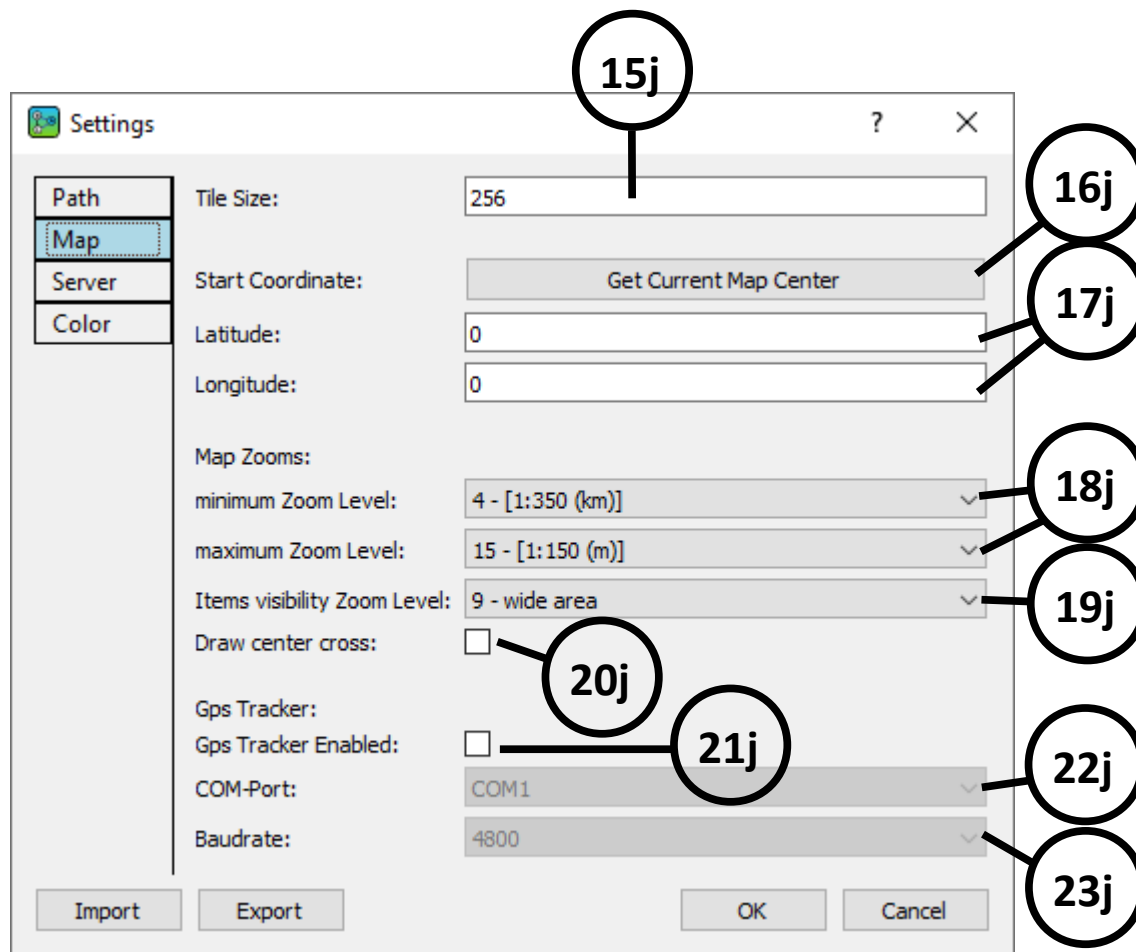 15j
Settings ?
Path
Map
Server
Color
Tile Size: 256
16j
Start Coordinate: Get Current Map Center
17j
Latitude: 0
Longitude: 0
Map Zooms:
minimum Zoom Level: 4 - [1:350 (km)]
18j
maximum Zoom Level: 15 - [1:150 (m)]
Items visibility Zoom Level: 9 - wide area
19j
Draw center cross:
20j
Gps Tracker:
Gps Tracker Enabled:
21j
COM-Port: COM1
22j
Baudrate: 4800
23j
Import Export OK Cancel